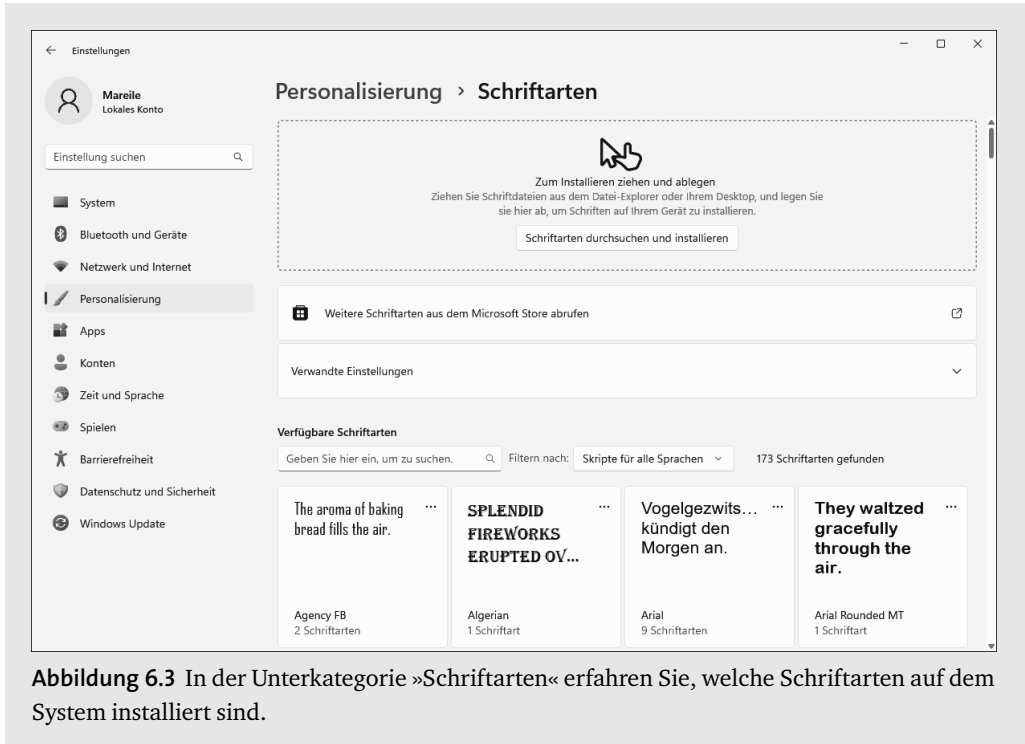 Einstellungen
Mareile
Lokales Konto
Einstellung suchen
System
Bluetooth und Geräte
Netzwerk und Internet
Personalisierung
Apps
Konten
Zeit und Sprache
Spielen
Barrierefreiheit
Datenschutz und Sicherheit
Windows Update
Personalisierung > Schriftarten
Zum Installieren ziehen und ablegen
Ziehen Sie Schriftdateien aus dem Datei-Explorer oder Ihrem Desktop, und legen Sie
sie hier ab, um Schriften auf Ihrem Gerät zu installieren.
Schriftarten durchsuchen und installieren
Weitere Schriftarten aus dem Microsoft Store abrufen
Verwandte Einstellungen
Verfügbare Schriftarten
Geben Sie hier ein, um zu suchen. Filtern nach: Skripte für alle Sprachen 173 Schriftarten gefunden
The aroma of baking
bread fills the air.
Agency FB
2 Schriftarten
SPLENDID
FIREWORKS
ERUPTED OV...
Algerian
1 Schriftart
Vogelgezwits...
kündigt den
Morgen an.
Arial
9 Schriftarten
They waltzed
gracefully
through the
air.
Arial Rounded MT
1 Schriftart
Abbildung 6.3 In der Unterkategorie »Schriftarten« erfahren Sie, welche Schriftarten auf dem
System installiert sind.